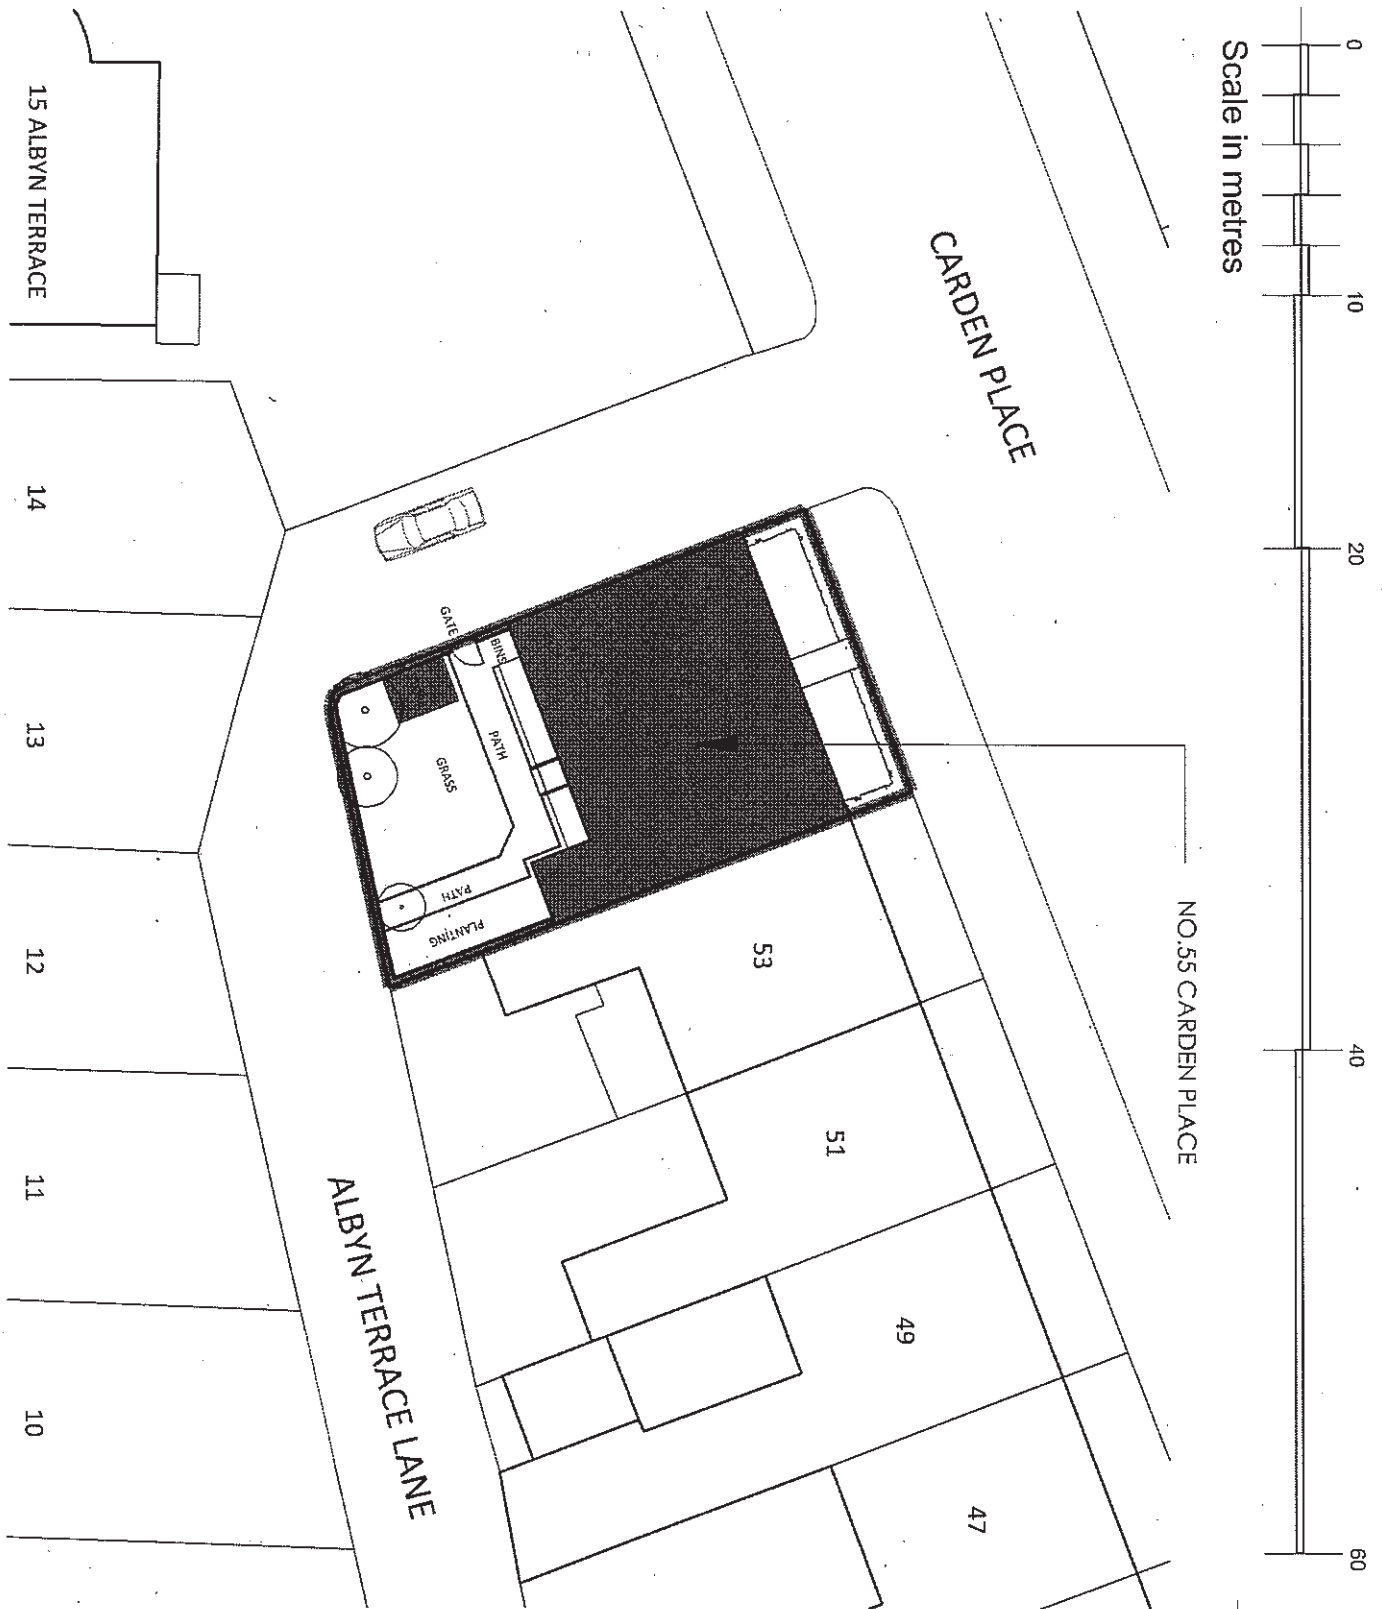 0
10
20
40
60
Scale in metres
CARDEN PLACE
NO.55 CARDEN PLACE
GATE
BINS
PATH
GRASS
PATH
PLANTING
53
51
49
47
ALBYN TERRACE LANE
15 ALBYN TERRACE
14
13
12
11
10